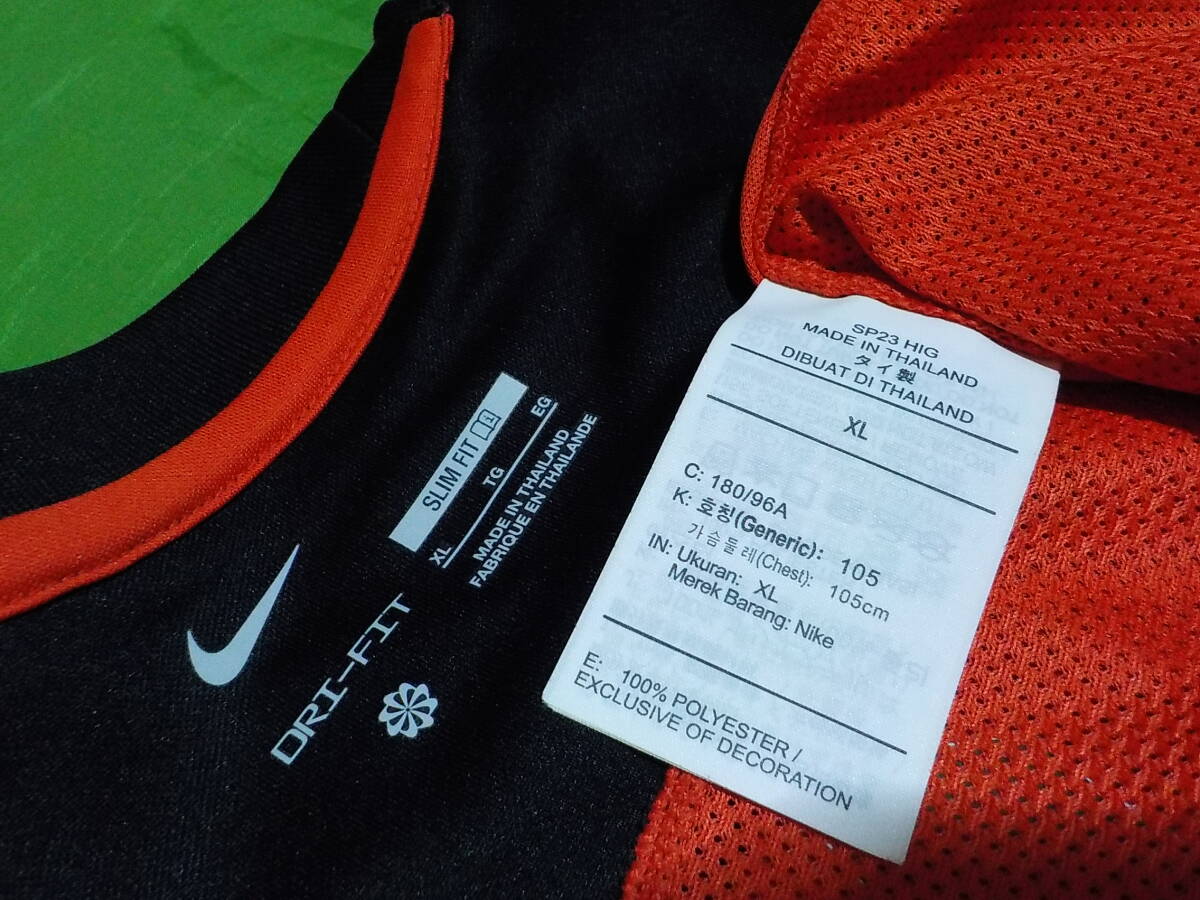 SLIM FIT
XL TG EG
MADE IN THAILAND
FABRIQUE EN THAILANDE
DRI-FIT
SP23 HIG
MADE IN THAILAND
タイ製
DIBUAT DI THAILAND
XL
C: 180/96A
K: 호칭(Generic): 105
가슴둘레(Chest): 105cm
IN: Ukuran: XL
Merek Barang: Nike
E: 100% POLYESTER /
EXCLUSIVE OF DECORATION